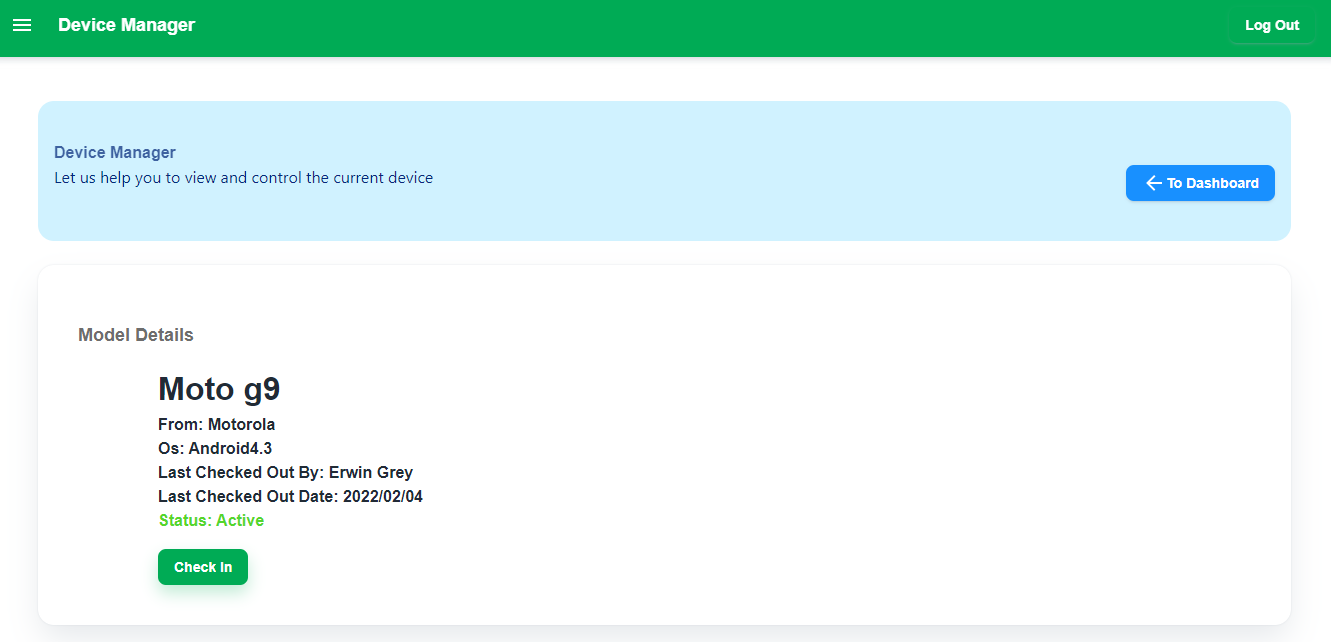 Device Manager
Log Out
Device Manager
Let us help you to view and control the current device
To Dashboard
Model Details
Moto g9
From: Motorola
Os: Android4.3
Last Checked Out By: Erwin Grey
Last Checked Out Date: 2022/02/04
Status: Active
Check In